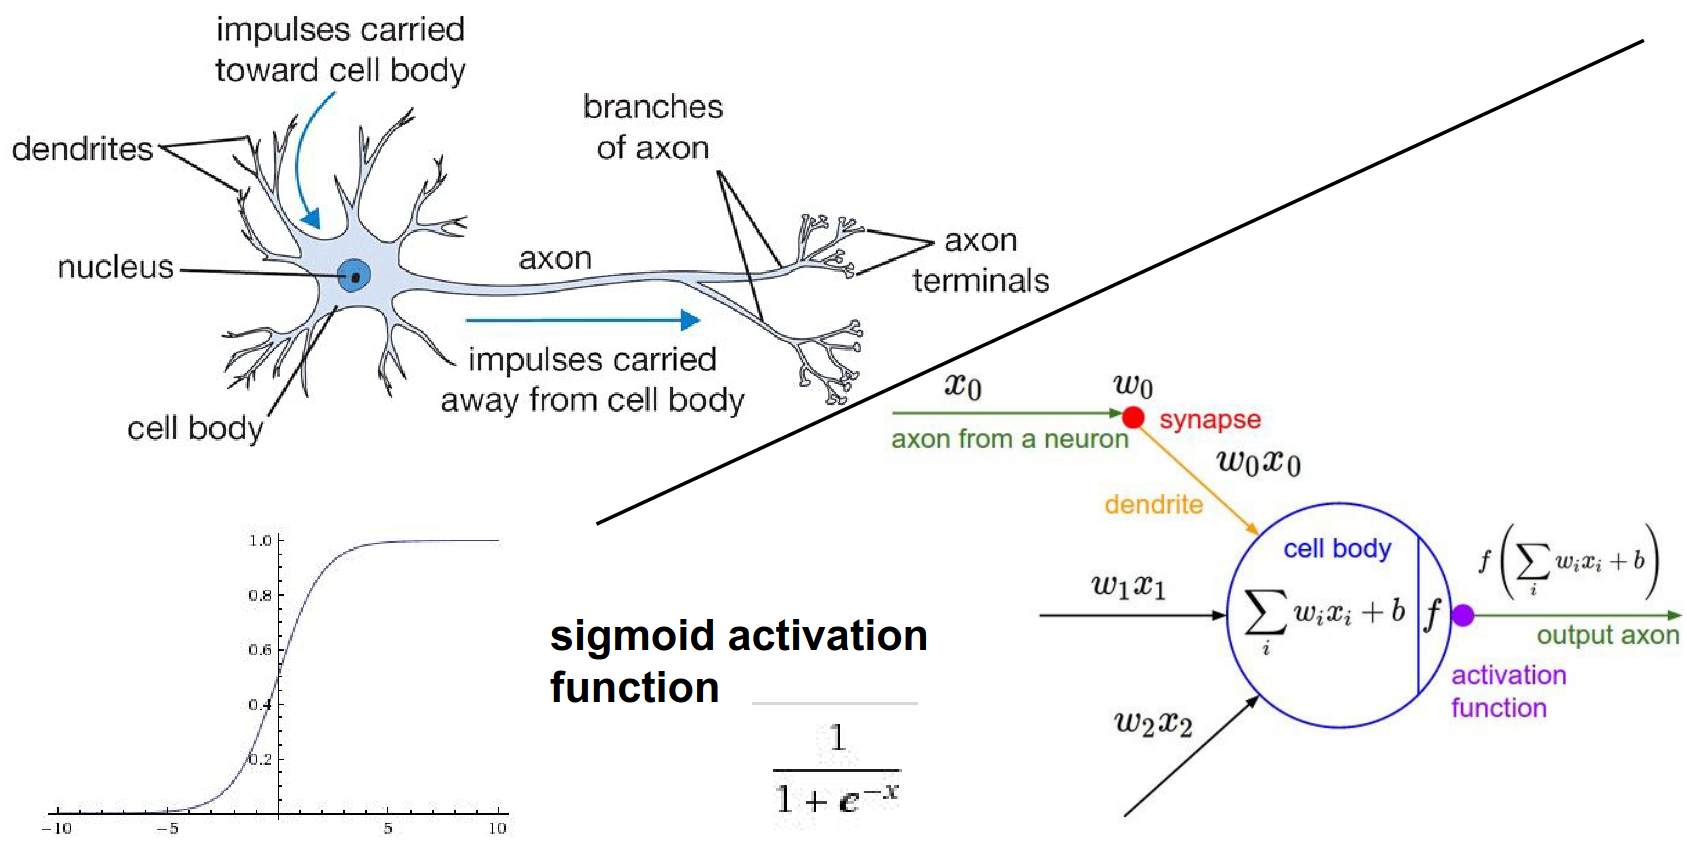 impulses carried
toward cell body
branches
of axon
dendrites
nucleus
axon
axon
terminals
impulses carried
away from cell body
cell body
x₀
w₀
axon from a neuron
synapse
w₀x₀
dendrite
cell body
f(∑ᵢ wᵢxᵢ + b)
w₁x₁
∑ᵢ wᵢxᵢ + b
f
output axon
activation
function
w₂x₂
1.0
0.8
0.6
0.4
0.2
−10
−5
5
10
sigmoid activation
function
1
1 + e⁻ˣ